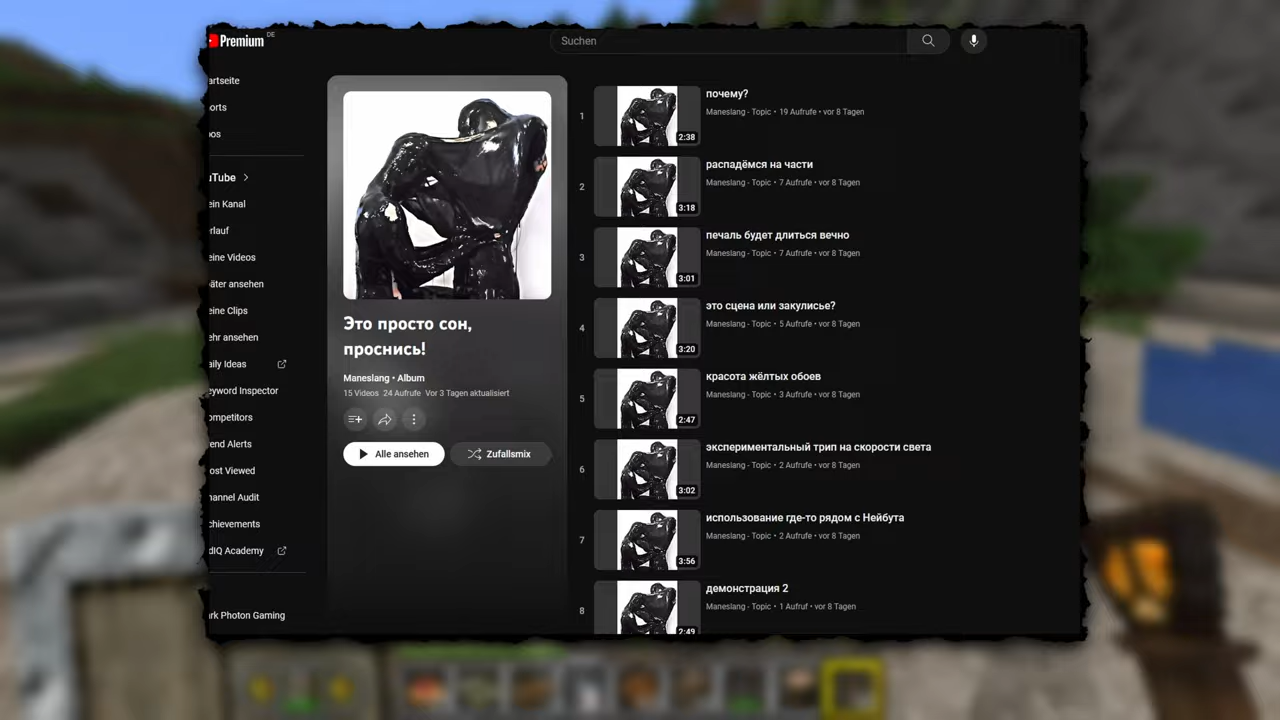 Premium DE
Suchen
artseite
orts
os
uTube
ein Kanal
rlauf
eine Videos
äter ansehen
eine Clips
ehr ansehen
aily Ideas
eyword Inspector
ompetitors
end Alerts
ost Viewed
hannel Audit
chievements
dIQ Academy
rk Photon Gaming
Это просто сон,
проснись!
Maneslang • Album
15 Videos 24 Aufrufe Vor 3 Tagen aktualisiert
Alle ansehen
Zufallsmix
1
2:38
почему?
Maneslang - Topic • 19 Aufrufe • vor 8 Tagen
2
3:18
распадёмся на части
Maneslang - Topic • 7 Aufrufe • vor 8 Tagen
3
3:01
печаль будет длиться вечно
Maneslang - Topic • 7 Aufrufe • vor 8 Tagen
4
3:20
это сцена или закулисье?
Maneslang - Topic • 5 Aufrufe • vor 8 Tagen
5
2:47
красота жёлтых обоев
Maneslang - Topic • 3 Aufrufe • vor 8 Tagen
6
3:02
экспериментальный трип на скорости света
Maneslang - Topic • 2 Aufrufe • vor 8 Tagen
7
3:56
использование где-то рядом с Нейбута
Maneslang - Topic • 2 Aufrufe • vor 8 Tagen
8
2:49
демонстрация 2
Maneslang - Topic • 1 Aufruf • vor 8 Tagen